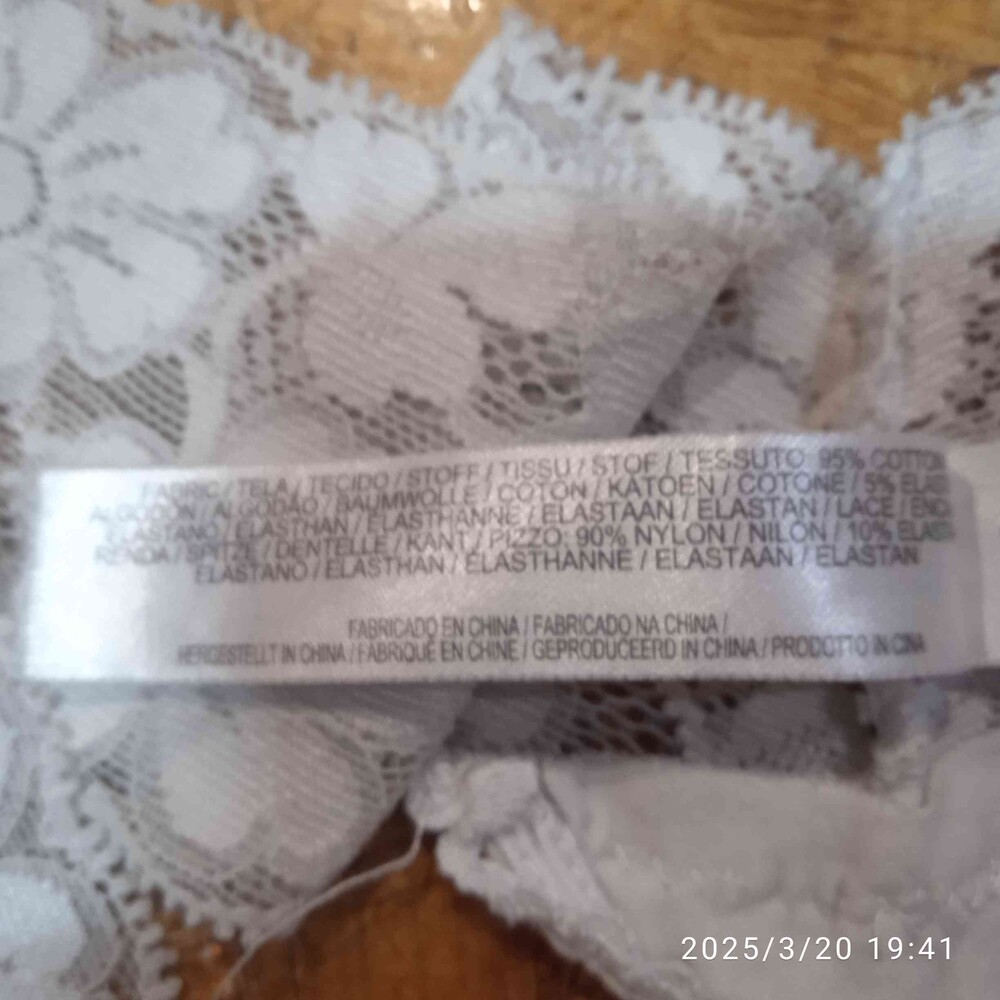 FABRIC / TELA / TECIDO / STOFF / TISSU / STOF / TESSUTO: 95% COTTON
ALGODÓN / ALGODÃO / BAUMWOLLE / COTON / KATOEN / COTONE / 5% ELAS
ELASTANO / ELASTHAN / ELASTHANNE / ELASTAAN / ELASTAN / LACE / ENC
RENDA / SPITZE / DENTELLE / KANT / PIZZO: 90% NYLON / NILON / 10% ELAS
ELASTANO / ELASTHAN / ELASTHANNE / ELASTAAN / ELASTAN
FABRICADO EN CHINA / FABRICADO NA CHINA /
HERGESTELLT IN CHINA / FABRIQUÉ EN CHINE / GEPRODUCEERD IN CHINA / PRODOTTO IN CINA
2025/3/20 19:41